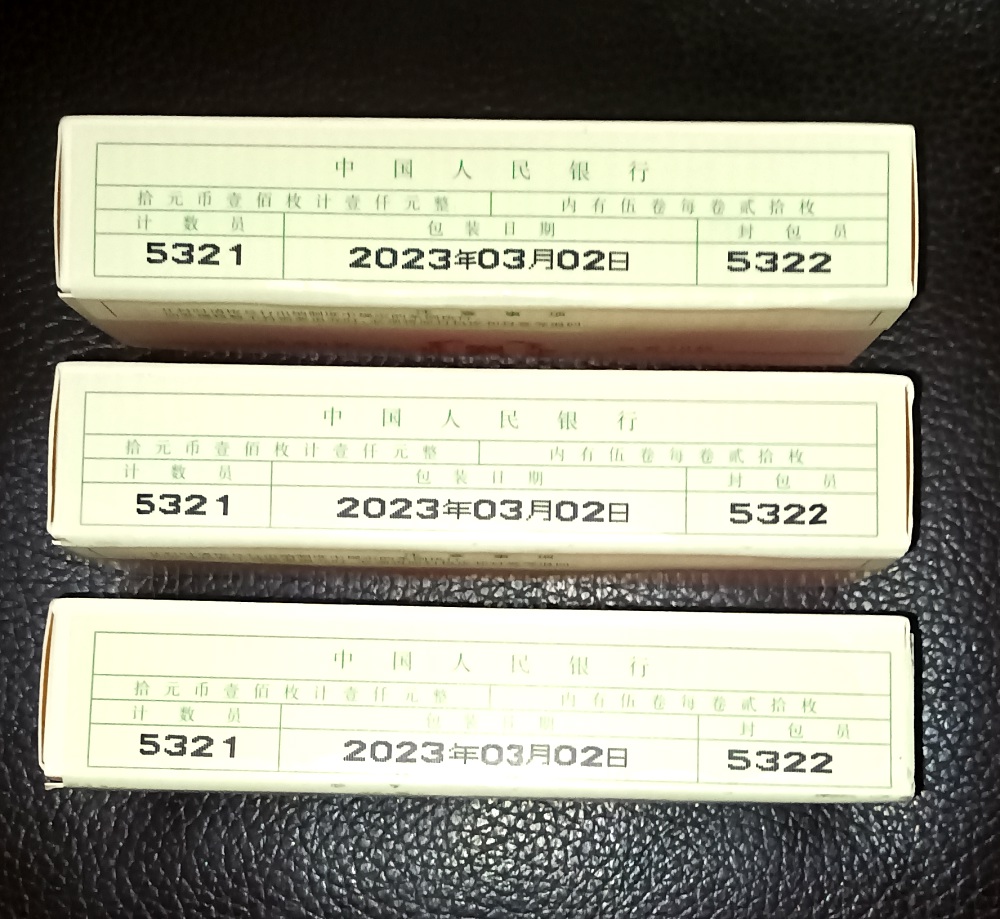 中国人民银行
拾元币壹佰枚计壹仟元整 内有伍卷每卷贰拾枚
计数员 包装日期 封包员
5321 2023年03月02日 5322
注意事项
中国人民银行
拾元币壹佰枚计壹仟元整 内有伍卷每卷贰拾枚
计数员 包装日期 封包员
5321 2023年03月02日 5322
中国人民银行
拾元币壹佰枚计壹仟元整 内有伍卷每卷贰拾枚
计数员 包装日期 封包员
5321 2023年03月02日 5322